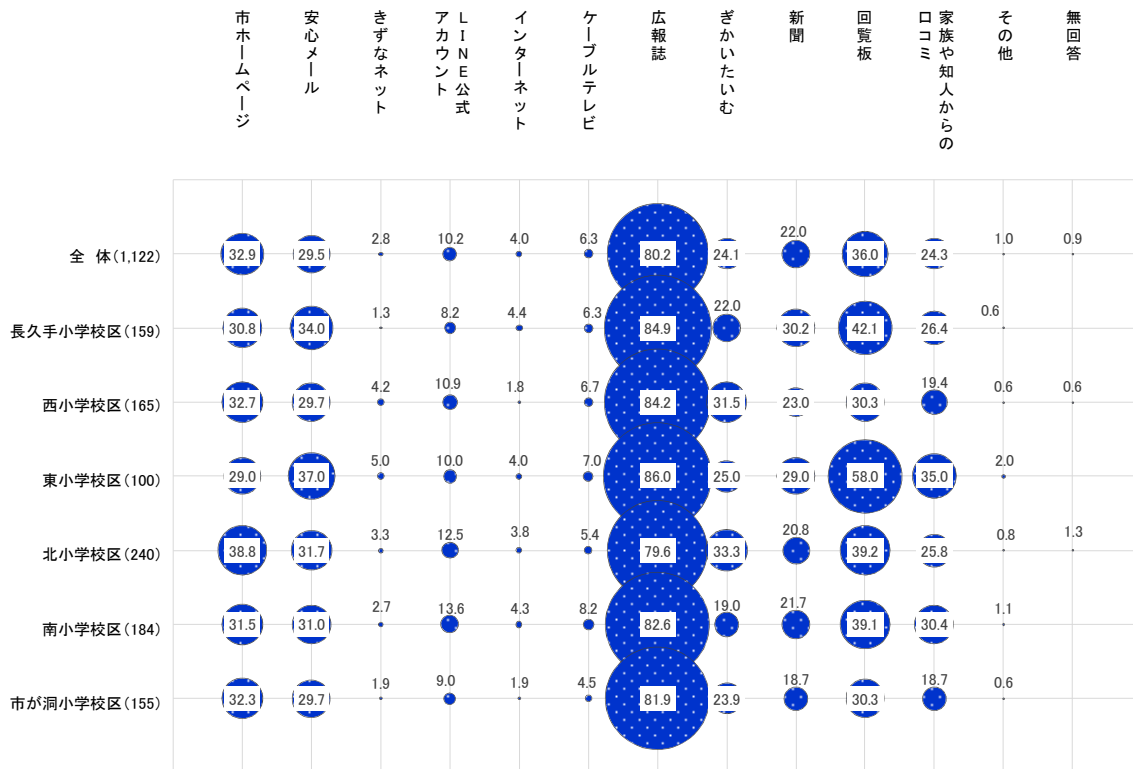 市ホームページ
安心メール
きずなネット
LINE公式
アカウント
インターネット
ケーブルテレビ
広報誌
ぎかいたいむ
新聞
回覧板
家族や知人からの
口コミ
その他
無回答
全 体(1,122) 32.9 29.5 2.8 10.2 4.0 6.3 80.2 24.1 22.0 36.0 24.3 1.0 0.9
長久手小学校区(159) 30.8 34.0 1.3 8.2 4.4 6.3 84.9 22.0 30.2 42.1 26.4 0.6
西小学校区(165) 32.7 29.7 4.2 10.9 1.8 6.7 84.2 31.5 23.0 30.3 19.4 0.6 0.6
東小学校区(100) 29.0 37.0 5.0 10.0 4.0 7.0 86.0 25.0 29.0 58.0 35.0 2.0
北小学校区(240) 38.8 31.7 3.3 12.5 3.8 5.4 79.6 33.3 20.8 39.2 25.8 0.8 1.3
南小学校区(184) 31.5 31.0 2.7 13.6 4.3 8.2 82.6 19.0 21.7 39.1 30.4 1.1
市が洞小学校区(155) 32.3 29.7 1.9 9.0 1.9 4.5 81.9 23.9 18.7 30.3 18.7 0.6